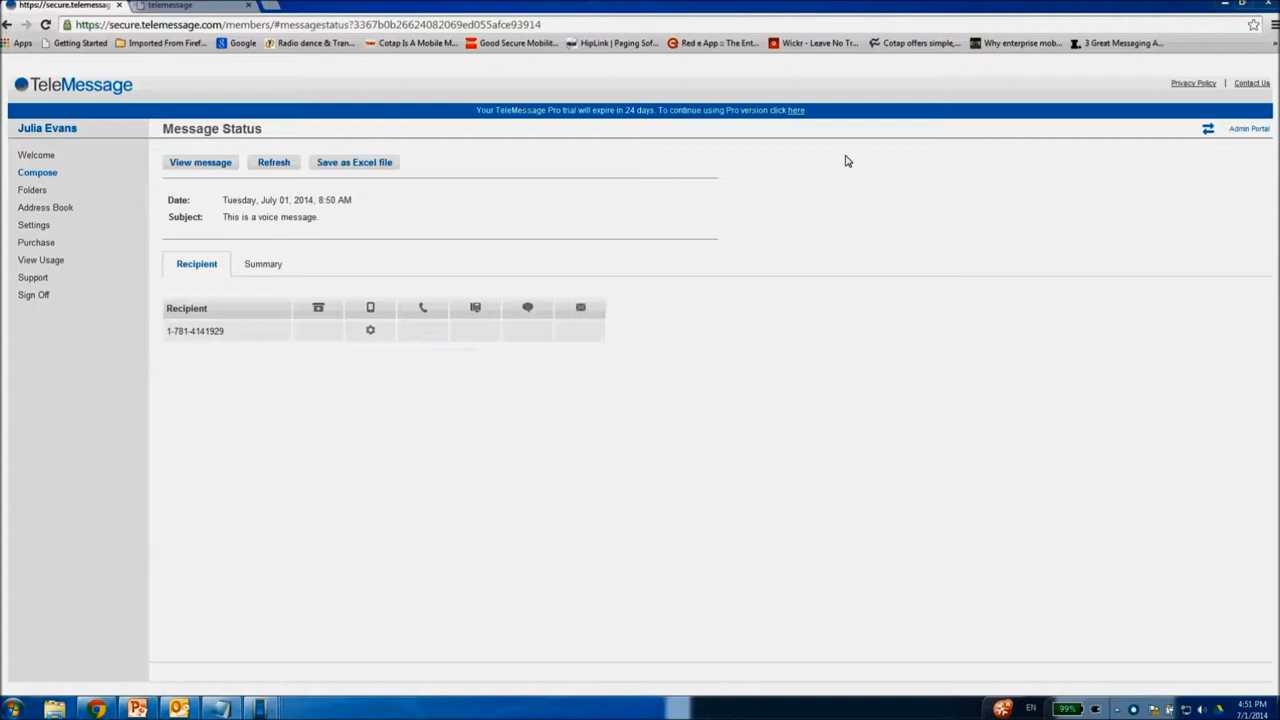 https://secure.telemessag
telemessage
https://secure.telemessage.com/members/#messagestatus?3367b0b26624082069ed055afce93914
Apps Getting Started Imported From Firef... Google Radio dance & Tran... Cotap Is A Mobile M... Good Secure Mobilit... HipLink | Paging Sof... Red e App :: The Ent... Wickr - Leave No Tr... Cotap offers simple,... Why enterprise mob... 3 Great Messaging A...
TeleMessage
Privacy Policy | Contact Us
Your TeleMessage Pro trial will expire in 24 days. To continue using Pro version click here
Julia Evans
Message Status
Admin Portal
Welcome
Compose
Folders
Address Book
Settings
Purchase
View Usage
Support
Sign Off
View message Refresh Save as Excel file
Date: Tuesday, July 01, 2014, 8:50 AM
Subject: This is a voice message.
Recipient Summary
Recipient
1-781-4141929
EN 99% 4:51 PM
7/1/2014